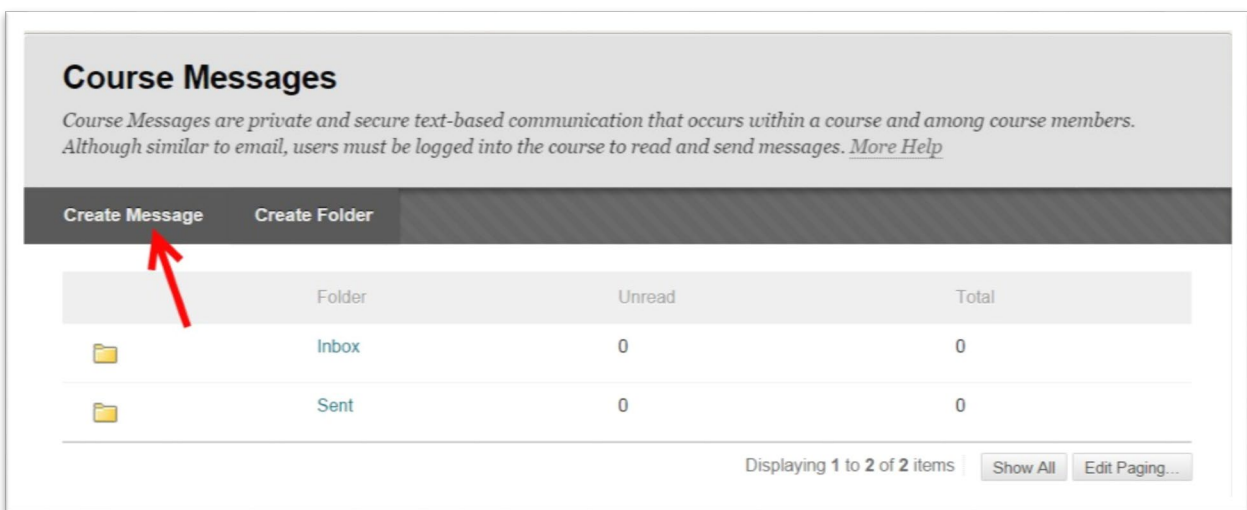 Course Messages
Course Messages are private and secure text-based communication that occurs within a course and among course members.
Although similar to email, users must be logged into the course to read and send messages. More Help
Create Message Create Folder
Folder Unread Total
Inbox 0 0
Sent 0 0
Displaying 1 to 2 of 2 items Show All Edit Paging...